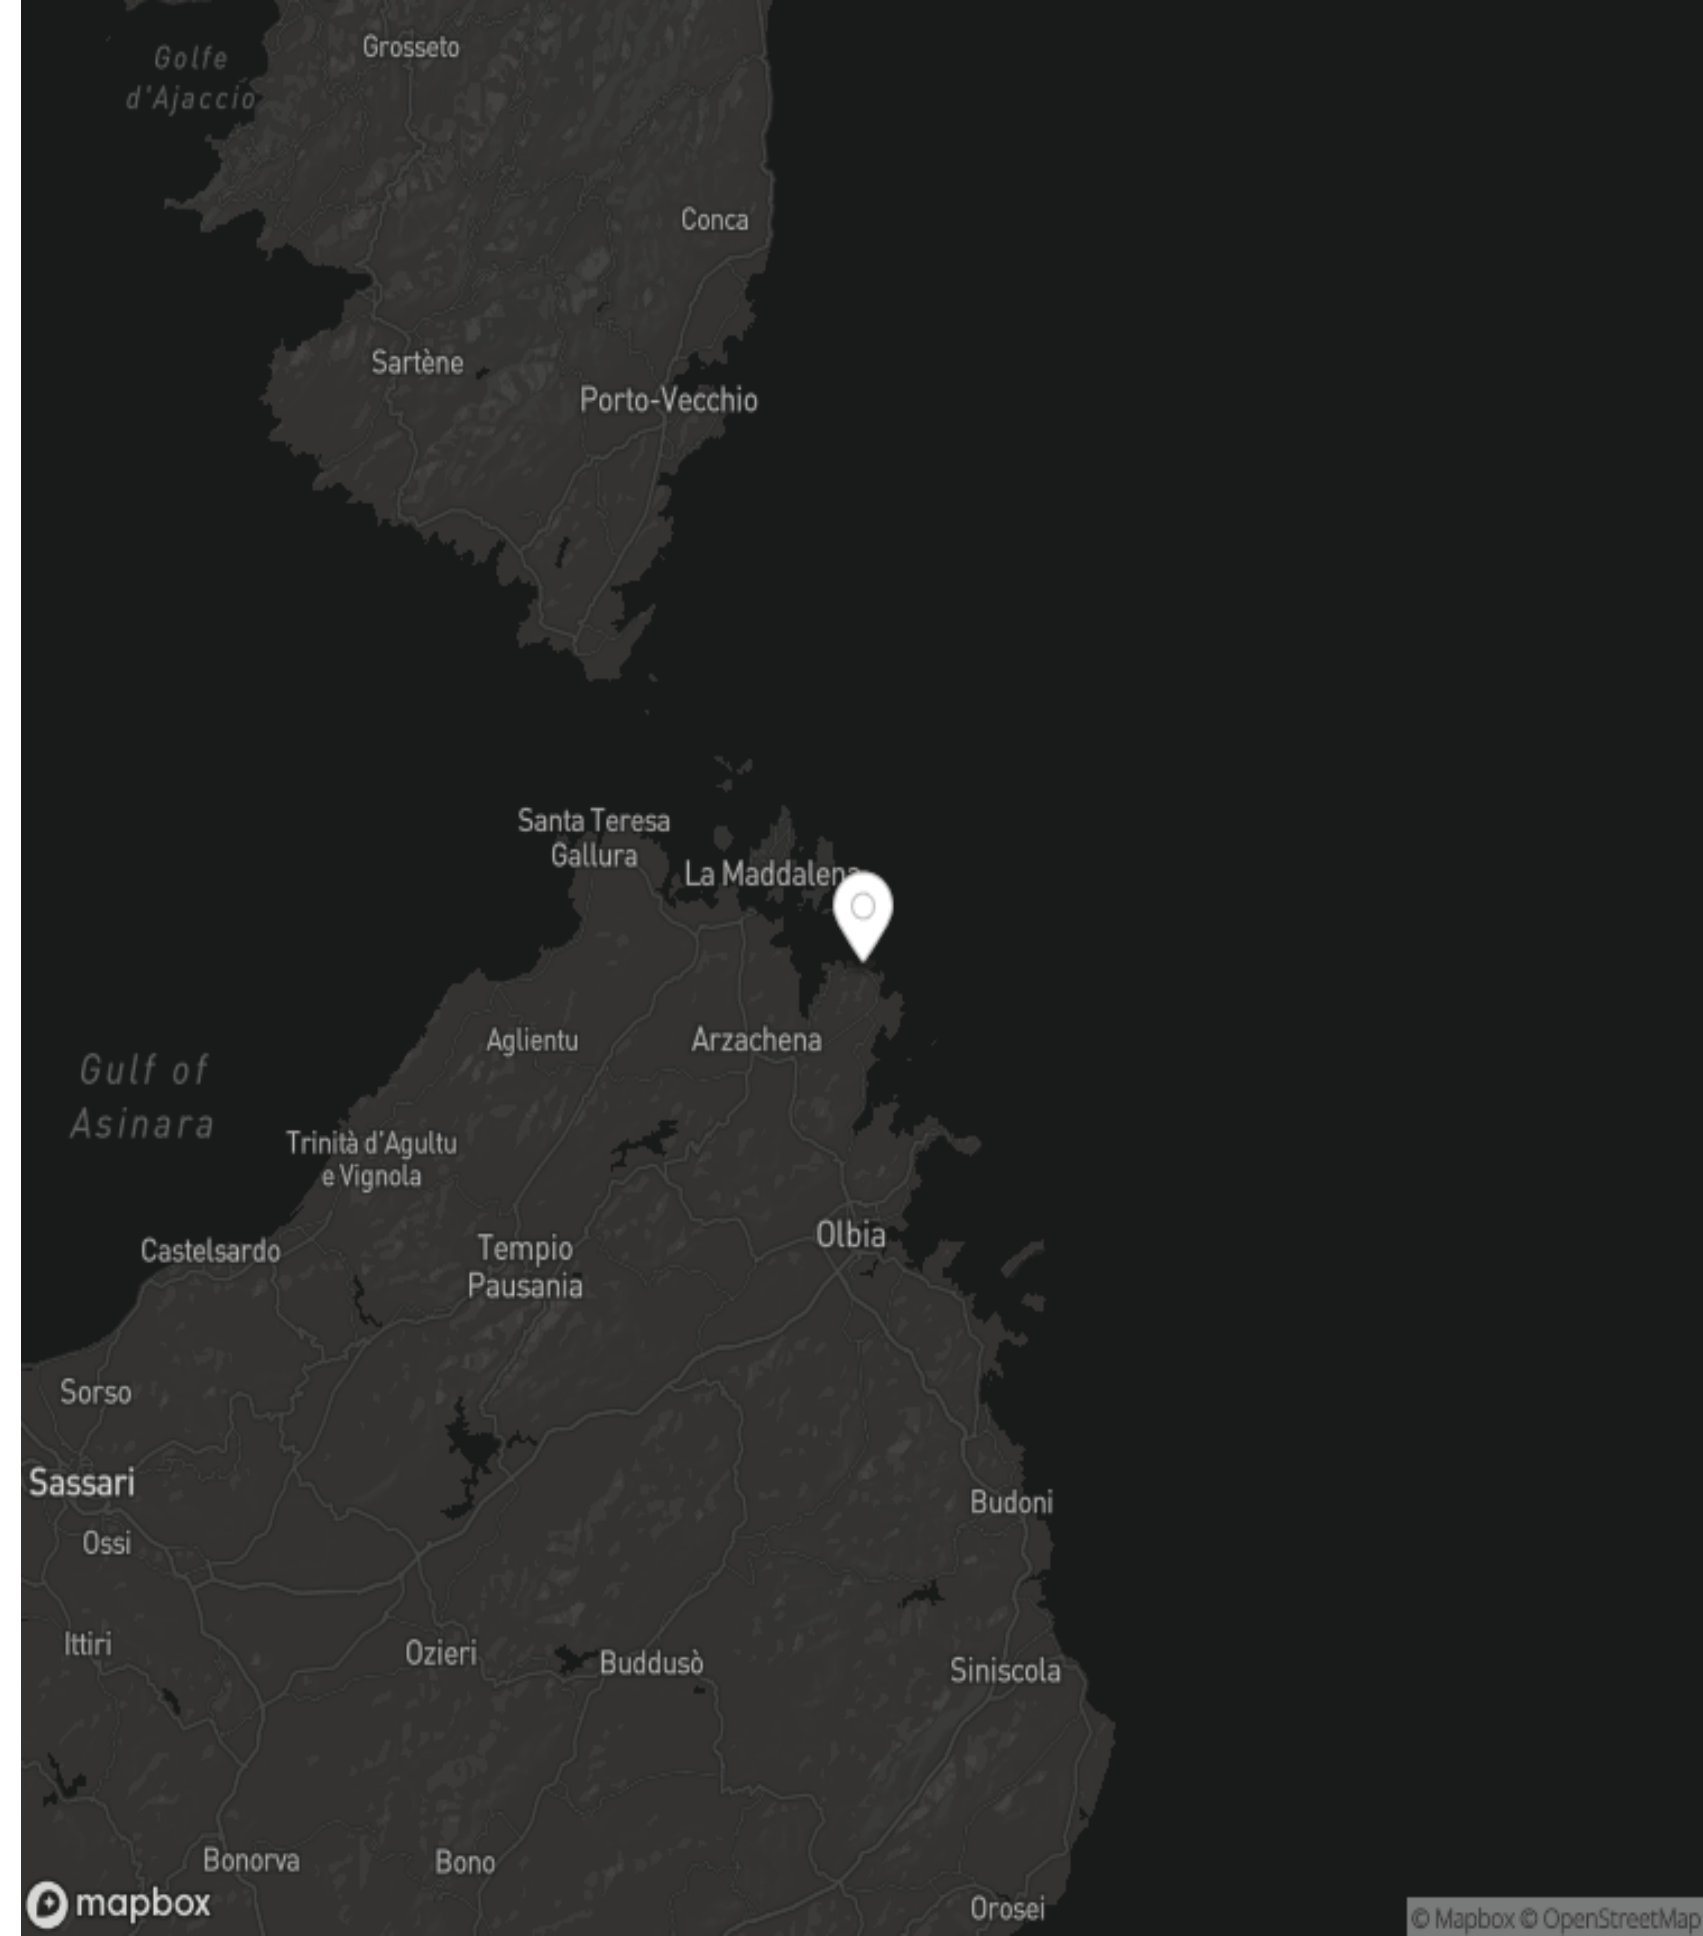 Grosseto
Golfe
d'Ajaccio
Conca
Sartène
Porto-Vecchio
Santa Teresa
Gallura
La Maddalena
Aglientu
Arzachena
Gulf of
Asinara
Trinità d'Agultu
e Vignola
Olbia
Castelsardo
Tempio
Pausania
Sorso
Sassari
Budoni
Ossi
Ittiri
Ozieri
Buddusò
Siniscola
Bonorva
Bono
mapbox
Orosei
© Mapbox © OpenStreetMap